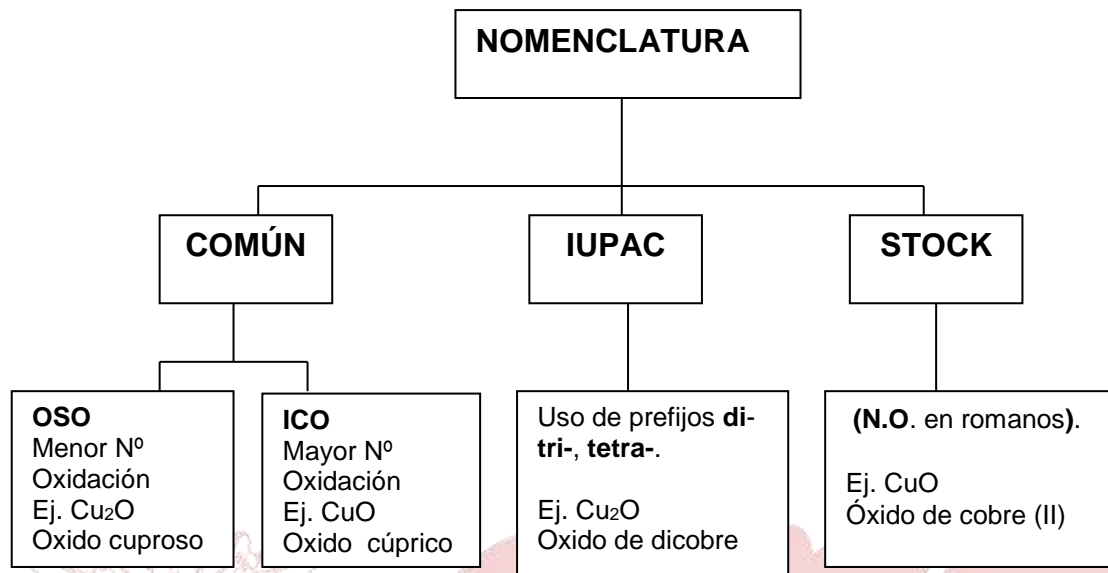 NOMENCLATURA
COMÚN
IUPAC
STOCK
OSO
Menor Nº
Oxidación
Ej. Cu₂O
Oxido cuproso
ICO
Mayor Nº
Oxidación
Ej. CuO
Oxido cúprico
Uso de prefijos di-
tri-, tetra-.
Ej. Cu₂O
Oxido de dicobre
(N.O. en romanos).
Ej. CuO
Óxido de cobre (II)